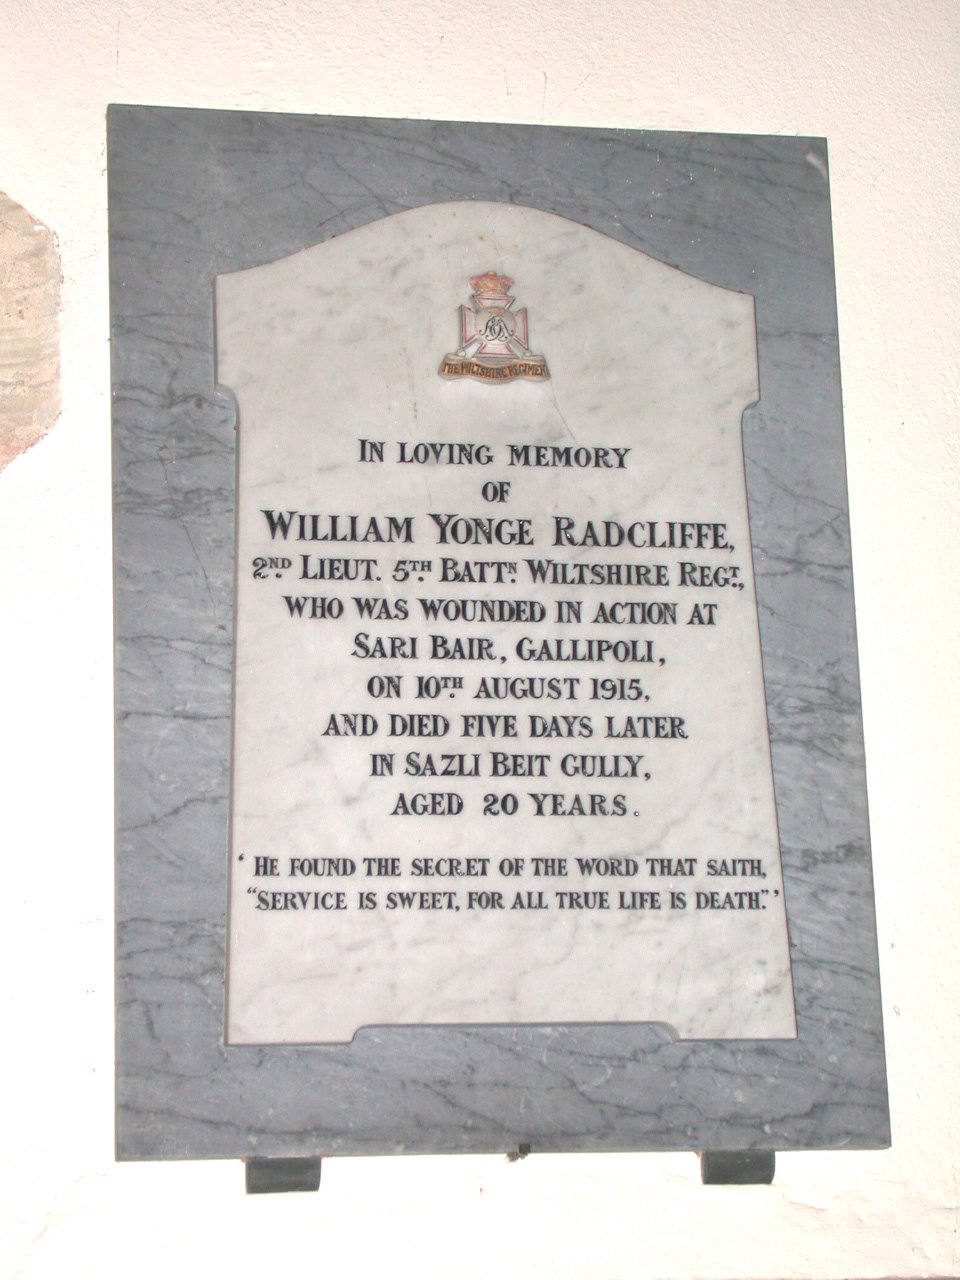 THE WILTSHIRE REGIMENT
IN LOVING MEMORY
OF
WILLIAM YONGE RADCLIFFE,
2ND LIEUT. 5TH BATTN WILTSHIRE REGT,
WHO WAS WOUNDED IN ACTION AT
SARI BAIR, GALLIPOLI,
ON 10TH AUGUST 1915,
AND DIED FIVE DAYS LATER
IN SAZLI BEIT GULLY,
AGED 20 YEARS.
'HE FOUND THE SECRET OF THE WORD THAT SAITH,
"SERVICE IS SWEET, FOR ALL TRUE LIFE IS DEATH."'